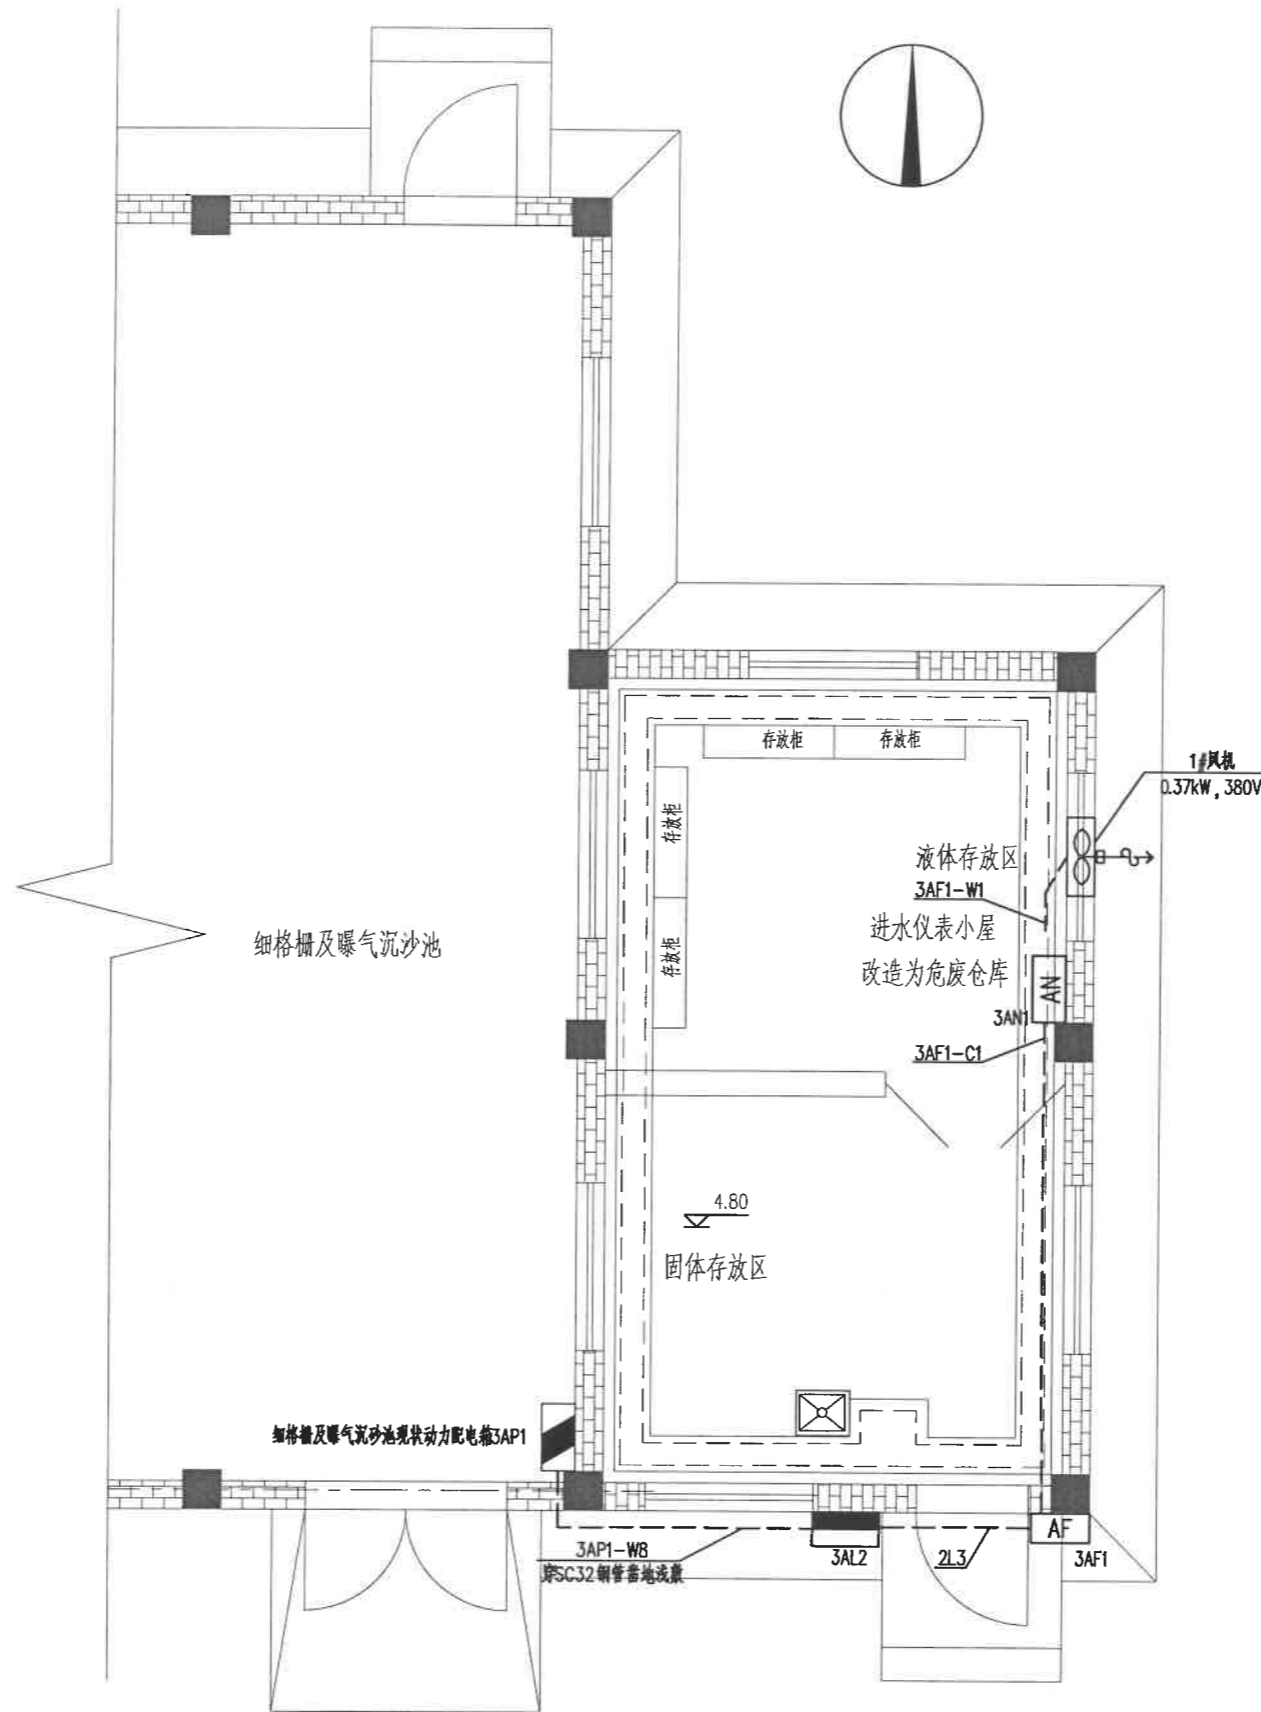 存放柜
存放柜
存放柜
存放柜
1#风机
0.37kW，380V
液体存放区
3AF1-W1
进水仪表小屋
改造为危废仓库
细格栅及曝气沉沙池
AN
3AN1
3AF1-C1
4.80
固体存放区
细格栅及曝气沉砂池现状动力配电箱3AP1
3AP1-W8
穿SC32钢管凿地浅敷
3AL2
2L3
AF
3AF1